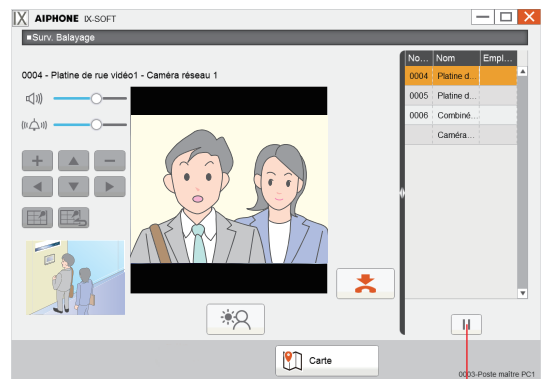 AIPHONE IX-SOFT
■Surv. Balayage
0004 - Platine de rue vidéo1 - Caméra réseau 1
No... Nom Empl...
0004 Platine d...
0005 Platine d...
0006 Combiné...
Caméra...
Carte
0003-Poste maître PC1